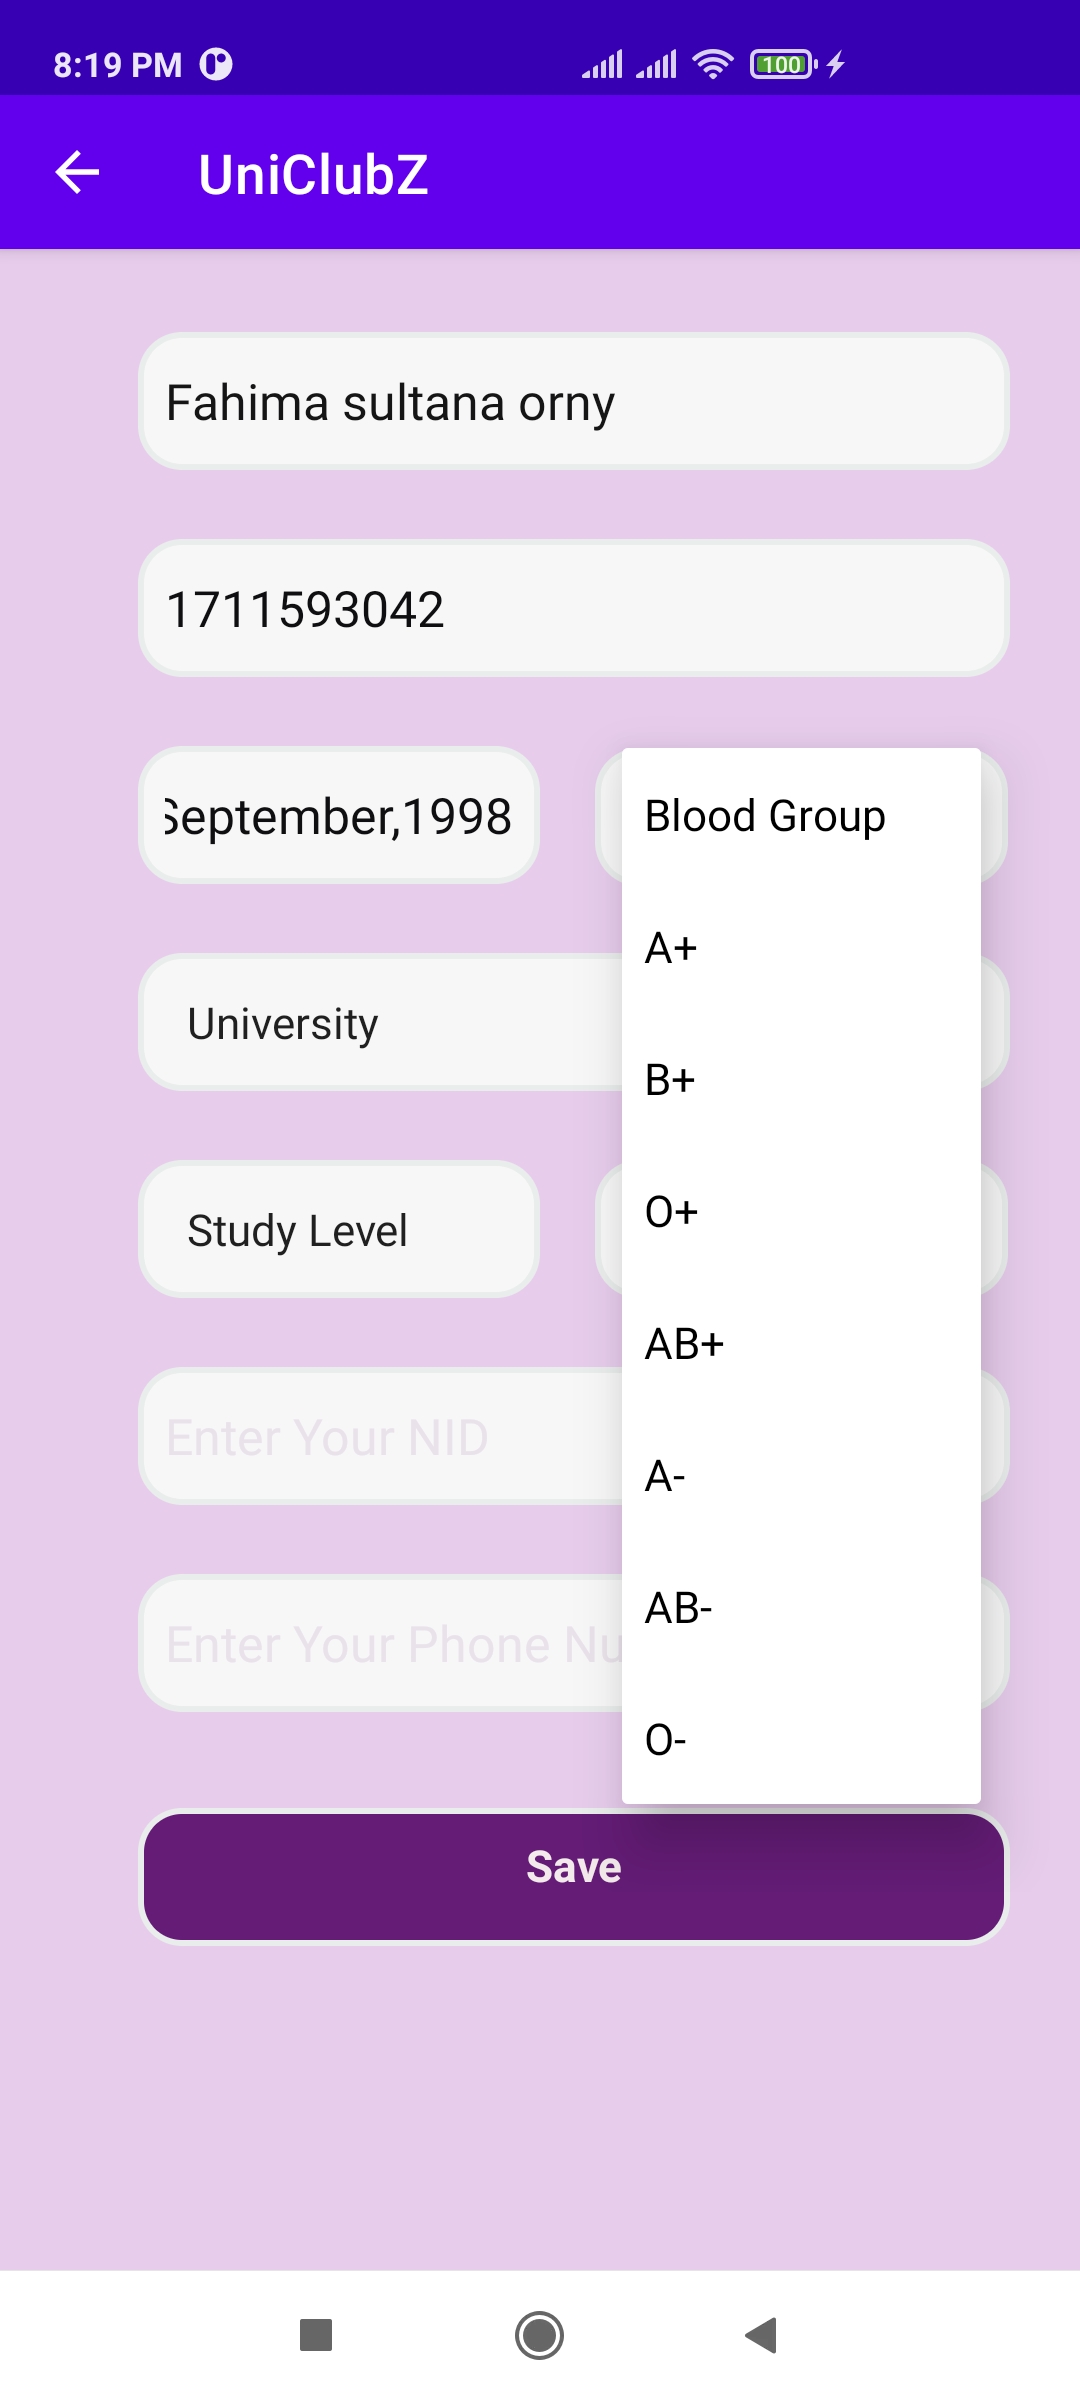 8:19 PM 100
UniClubZ
Fahima sultana orny
1711593042
September,1998
Blood Group
A+
University
B+
Study Level
O+
AB+
Enter Your NID
A-
Enter Your Phone
AB-
O-
Save